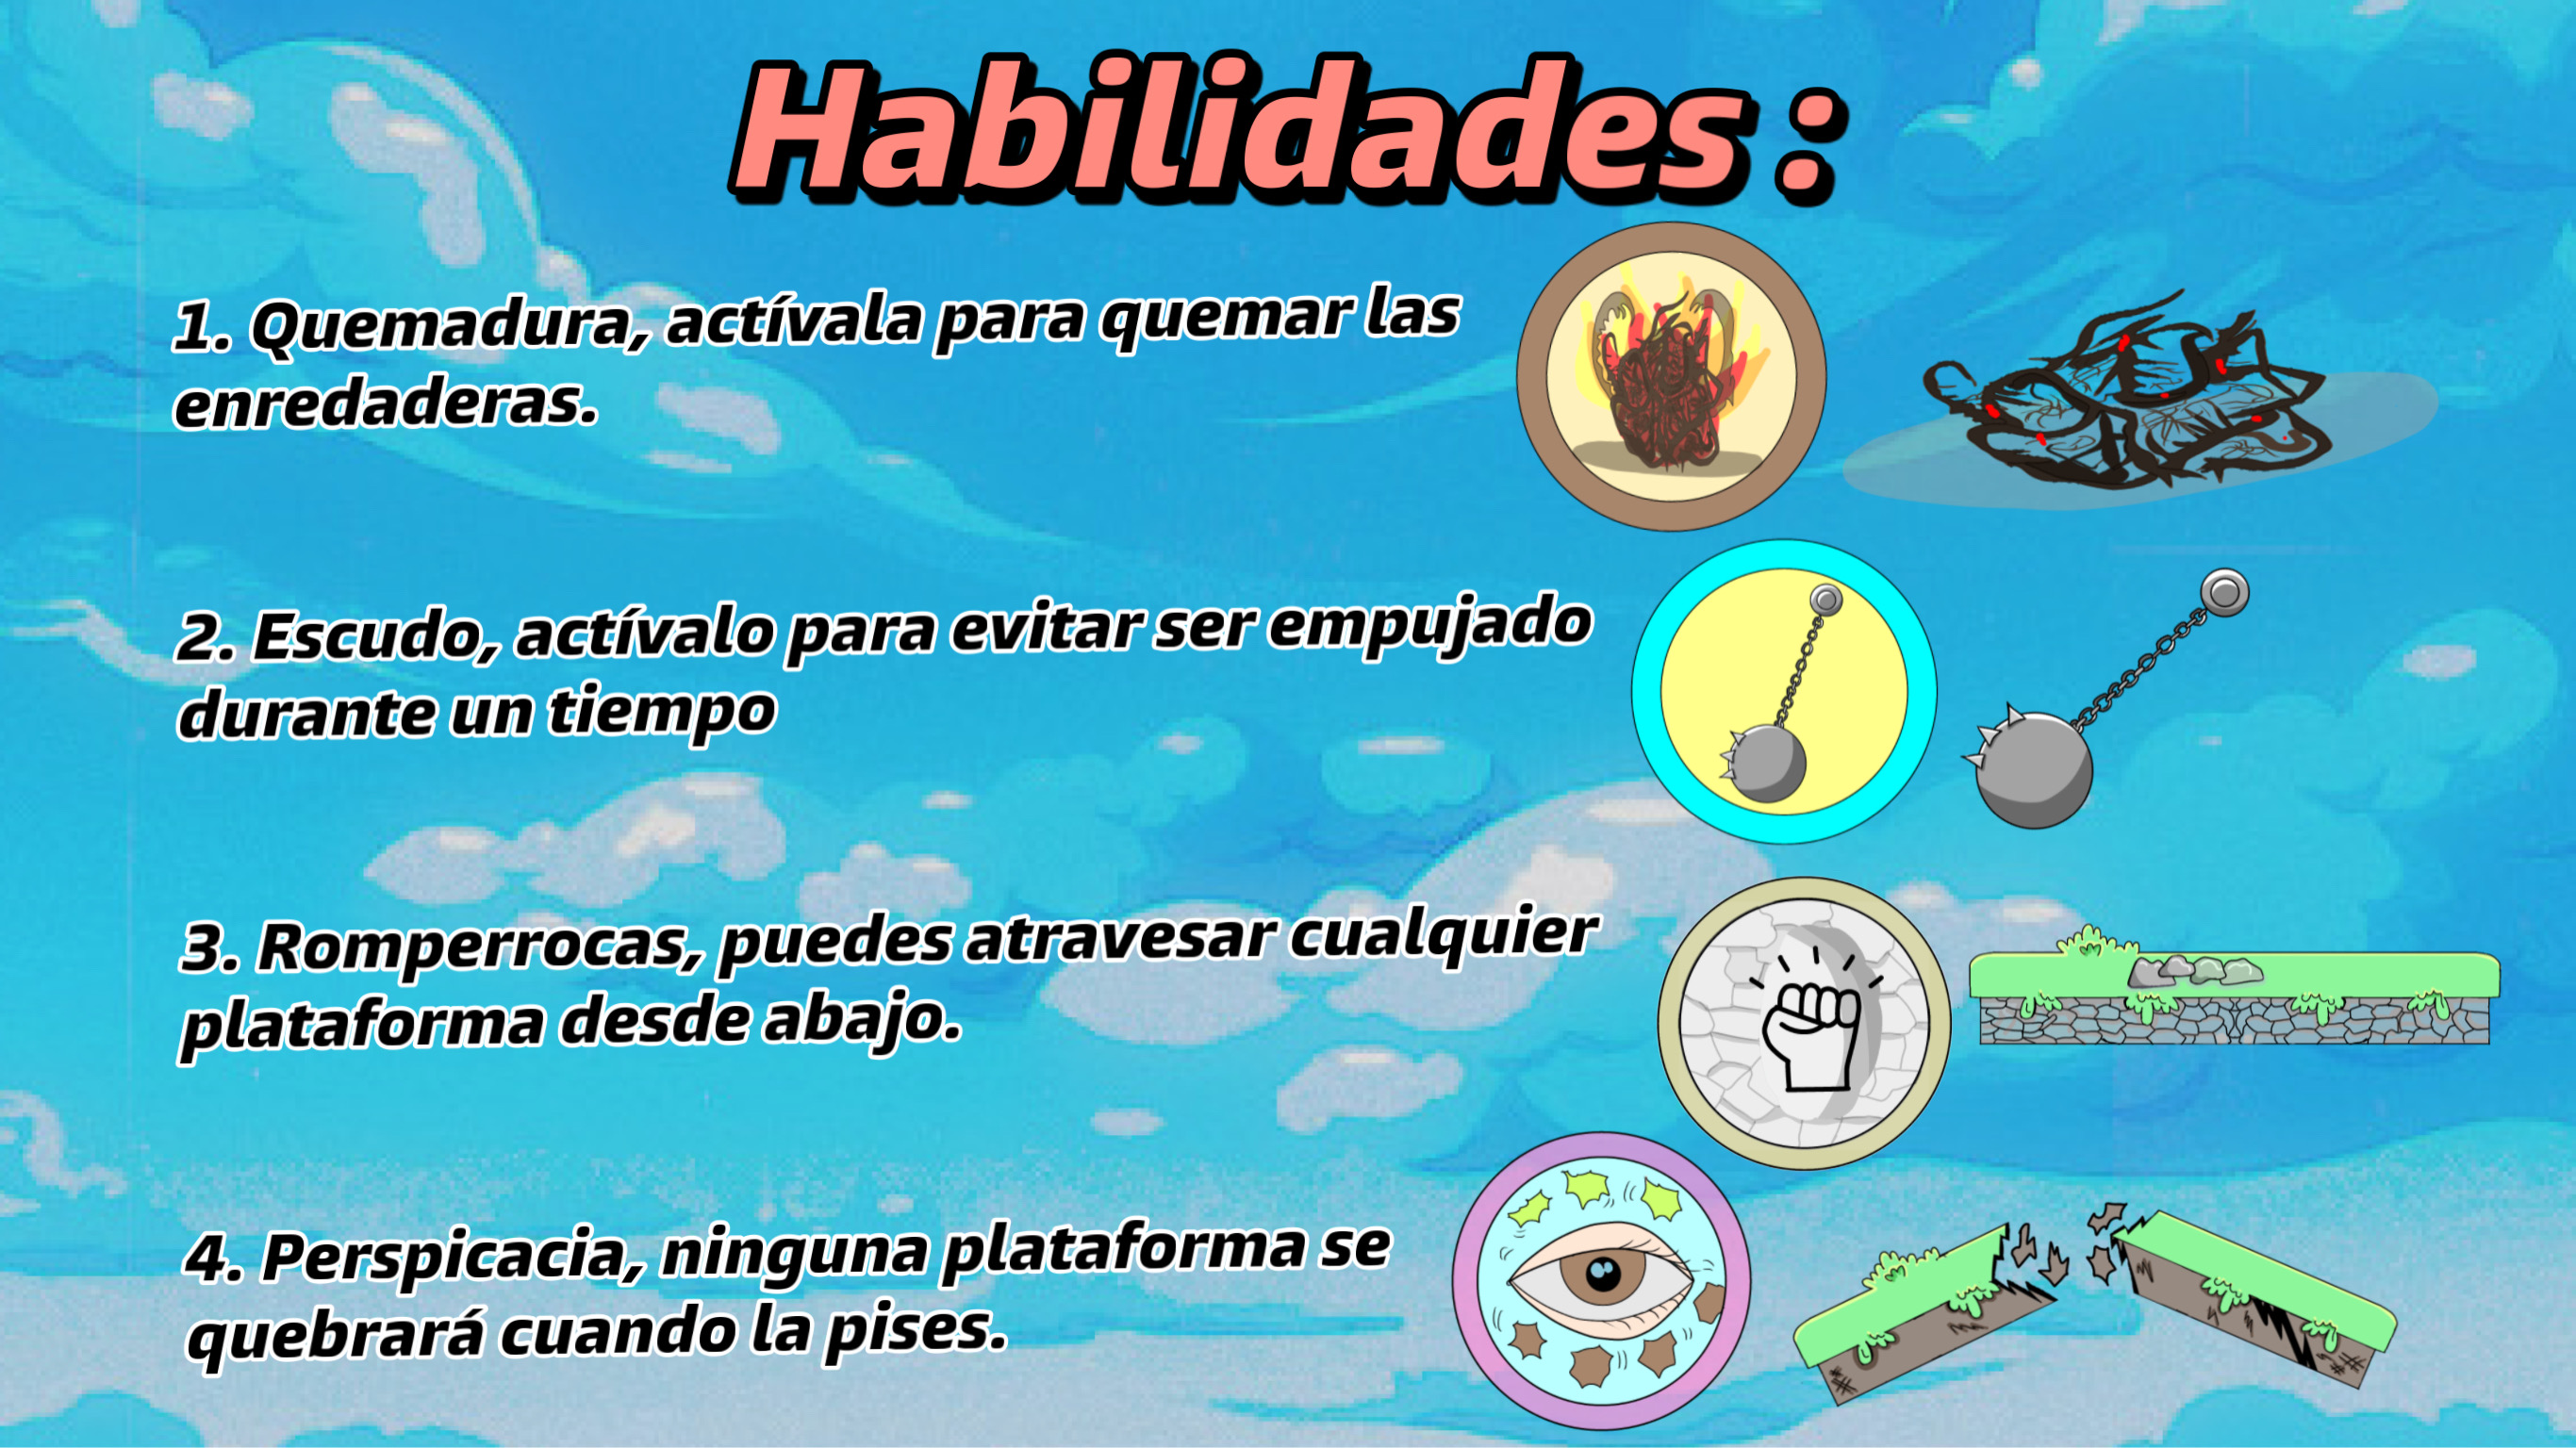 Habilidades :
1. Quemadura, actívala para quemar las
enredaderas.
2. Escudo, actívalo para evitar ser empujado
durante un tiempo
3. Romperrocas, puedes atravesar cualquier
plataforma desde abajo.
4. Perspicacia, ninguna plataforma se
quebrará cuando la pises.